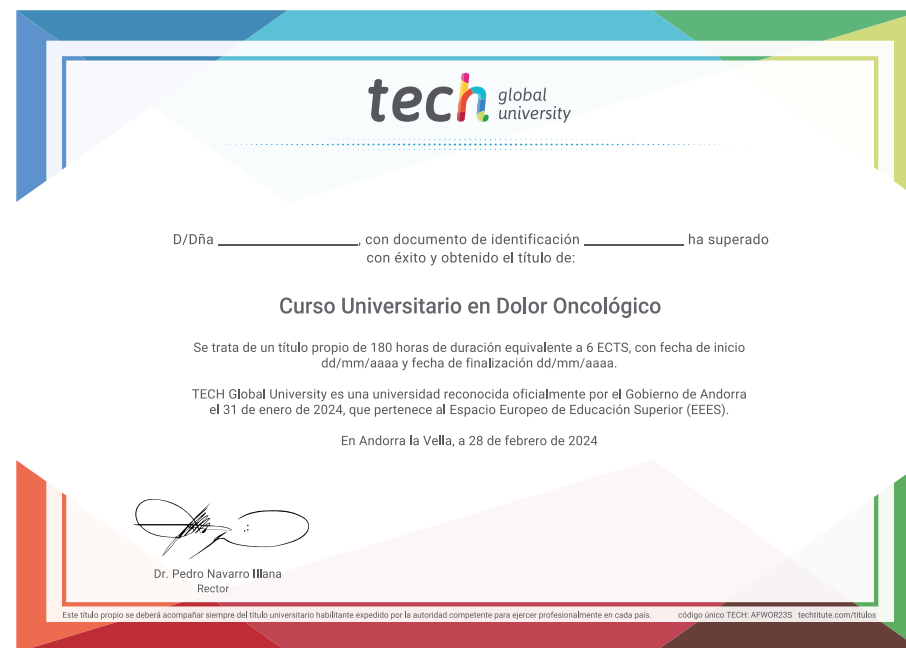 tech global university
D/Dña ____________________, con documento de identificación ______________ ha superado
con éxito y obtenido el título de:
Curso Universitario en Dolor Oncológico
Se trata de un título propio de 180 horas de duración equivalente a 6 ECTS, con fecha de inicio
dd/mm/aaaa y fecha de finalización dd/mm/aaaa.
TECH Global University es una universidad reconocida oficialmente por el Gobierno de Andorra
el 31 de enero de 2024, que pertenece al Espacio Europeo de Educación Superior (EEES).
En Andorra la Vella, a 28 de febrero de 2024
Dr. Pedro Navarro Illana
Rector
Este título propio se deberá acompañar siempre del título universitario habilitante expedido por la autoridad competente para ejercer profesionalmente en cada país. código único TECH: AFWOR23S techtitute.com/titulos